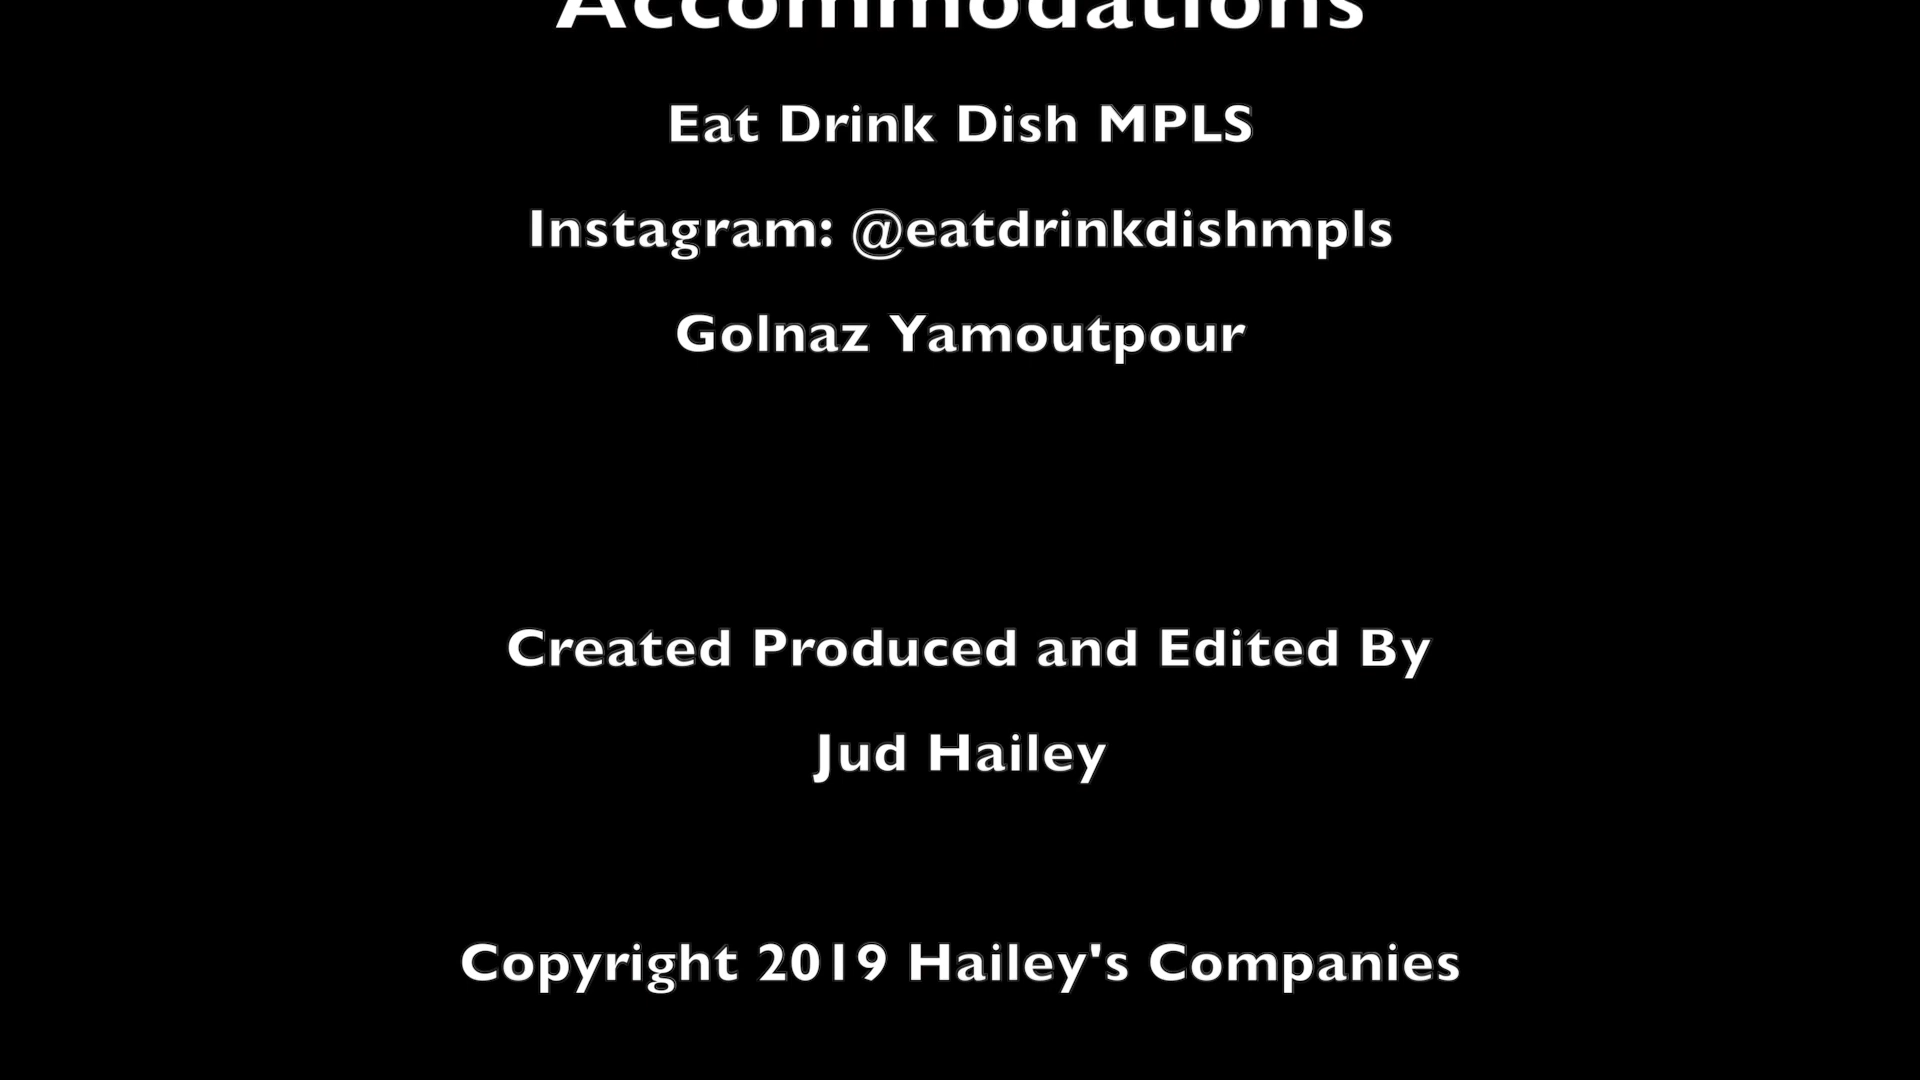 Accommodations
Eat Drink Dish MPLS
Instagram: @eatdrinkdishmpls
Golnaz Yamoutpour
Created Produced and Edited By
Jud Hailey
Copyright 2019 Hailey's Companies